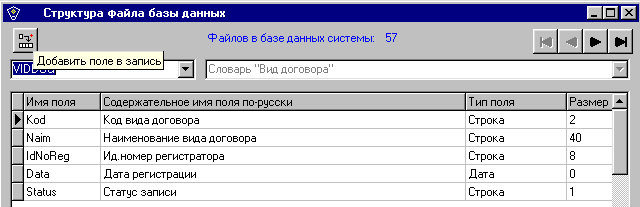 Структура файла базы данных
Файлов в базе данных системы: 57
Добавить поле в запись
Словарь "Вид договора"
Имя поля Содержательное имя поля по-русски Тип поля Размер
Kod Код вида договора Строка 2
Naim Наименование вида договора Строка 40
IdNoReg Ид.номер регистратора Строка 8
Data Дата регистрации Дата 0
Status Статус записи Строка 1